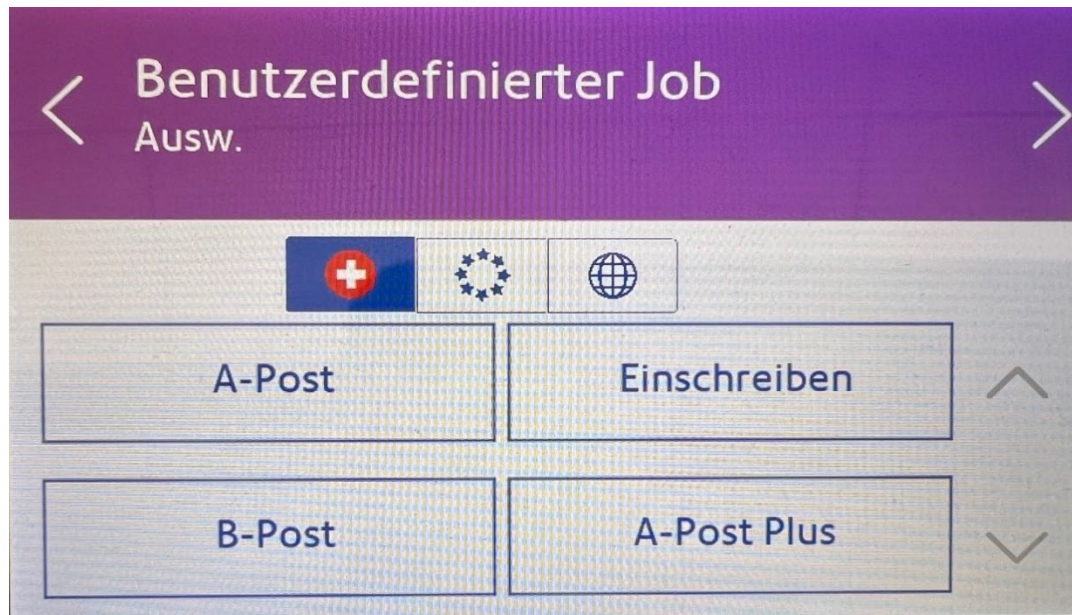 Benutzerdefinierter Job
Ausw.
A-Post
Einschreiben
B-Post
A-Post Plus